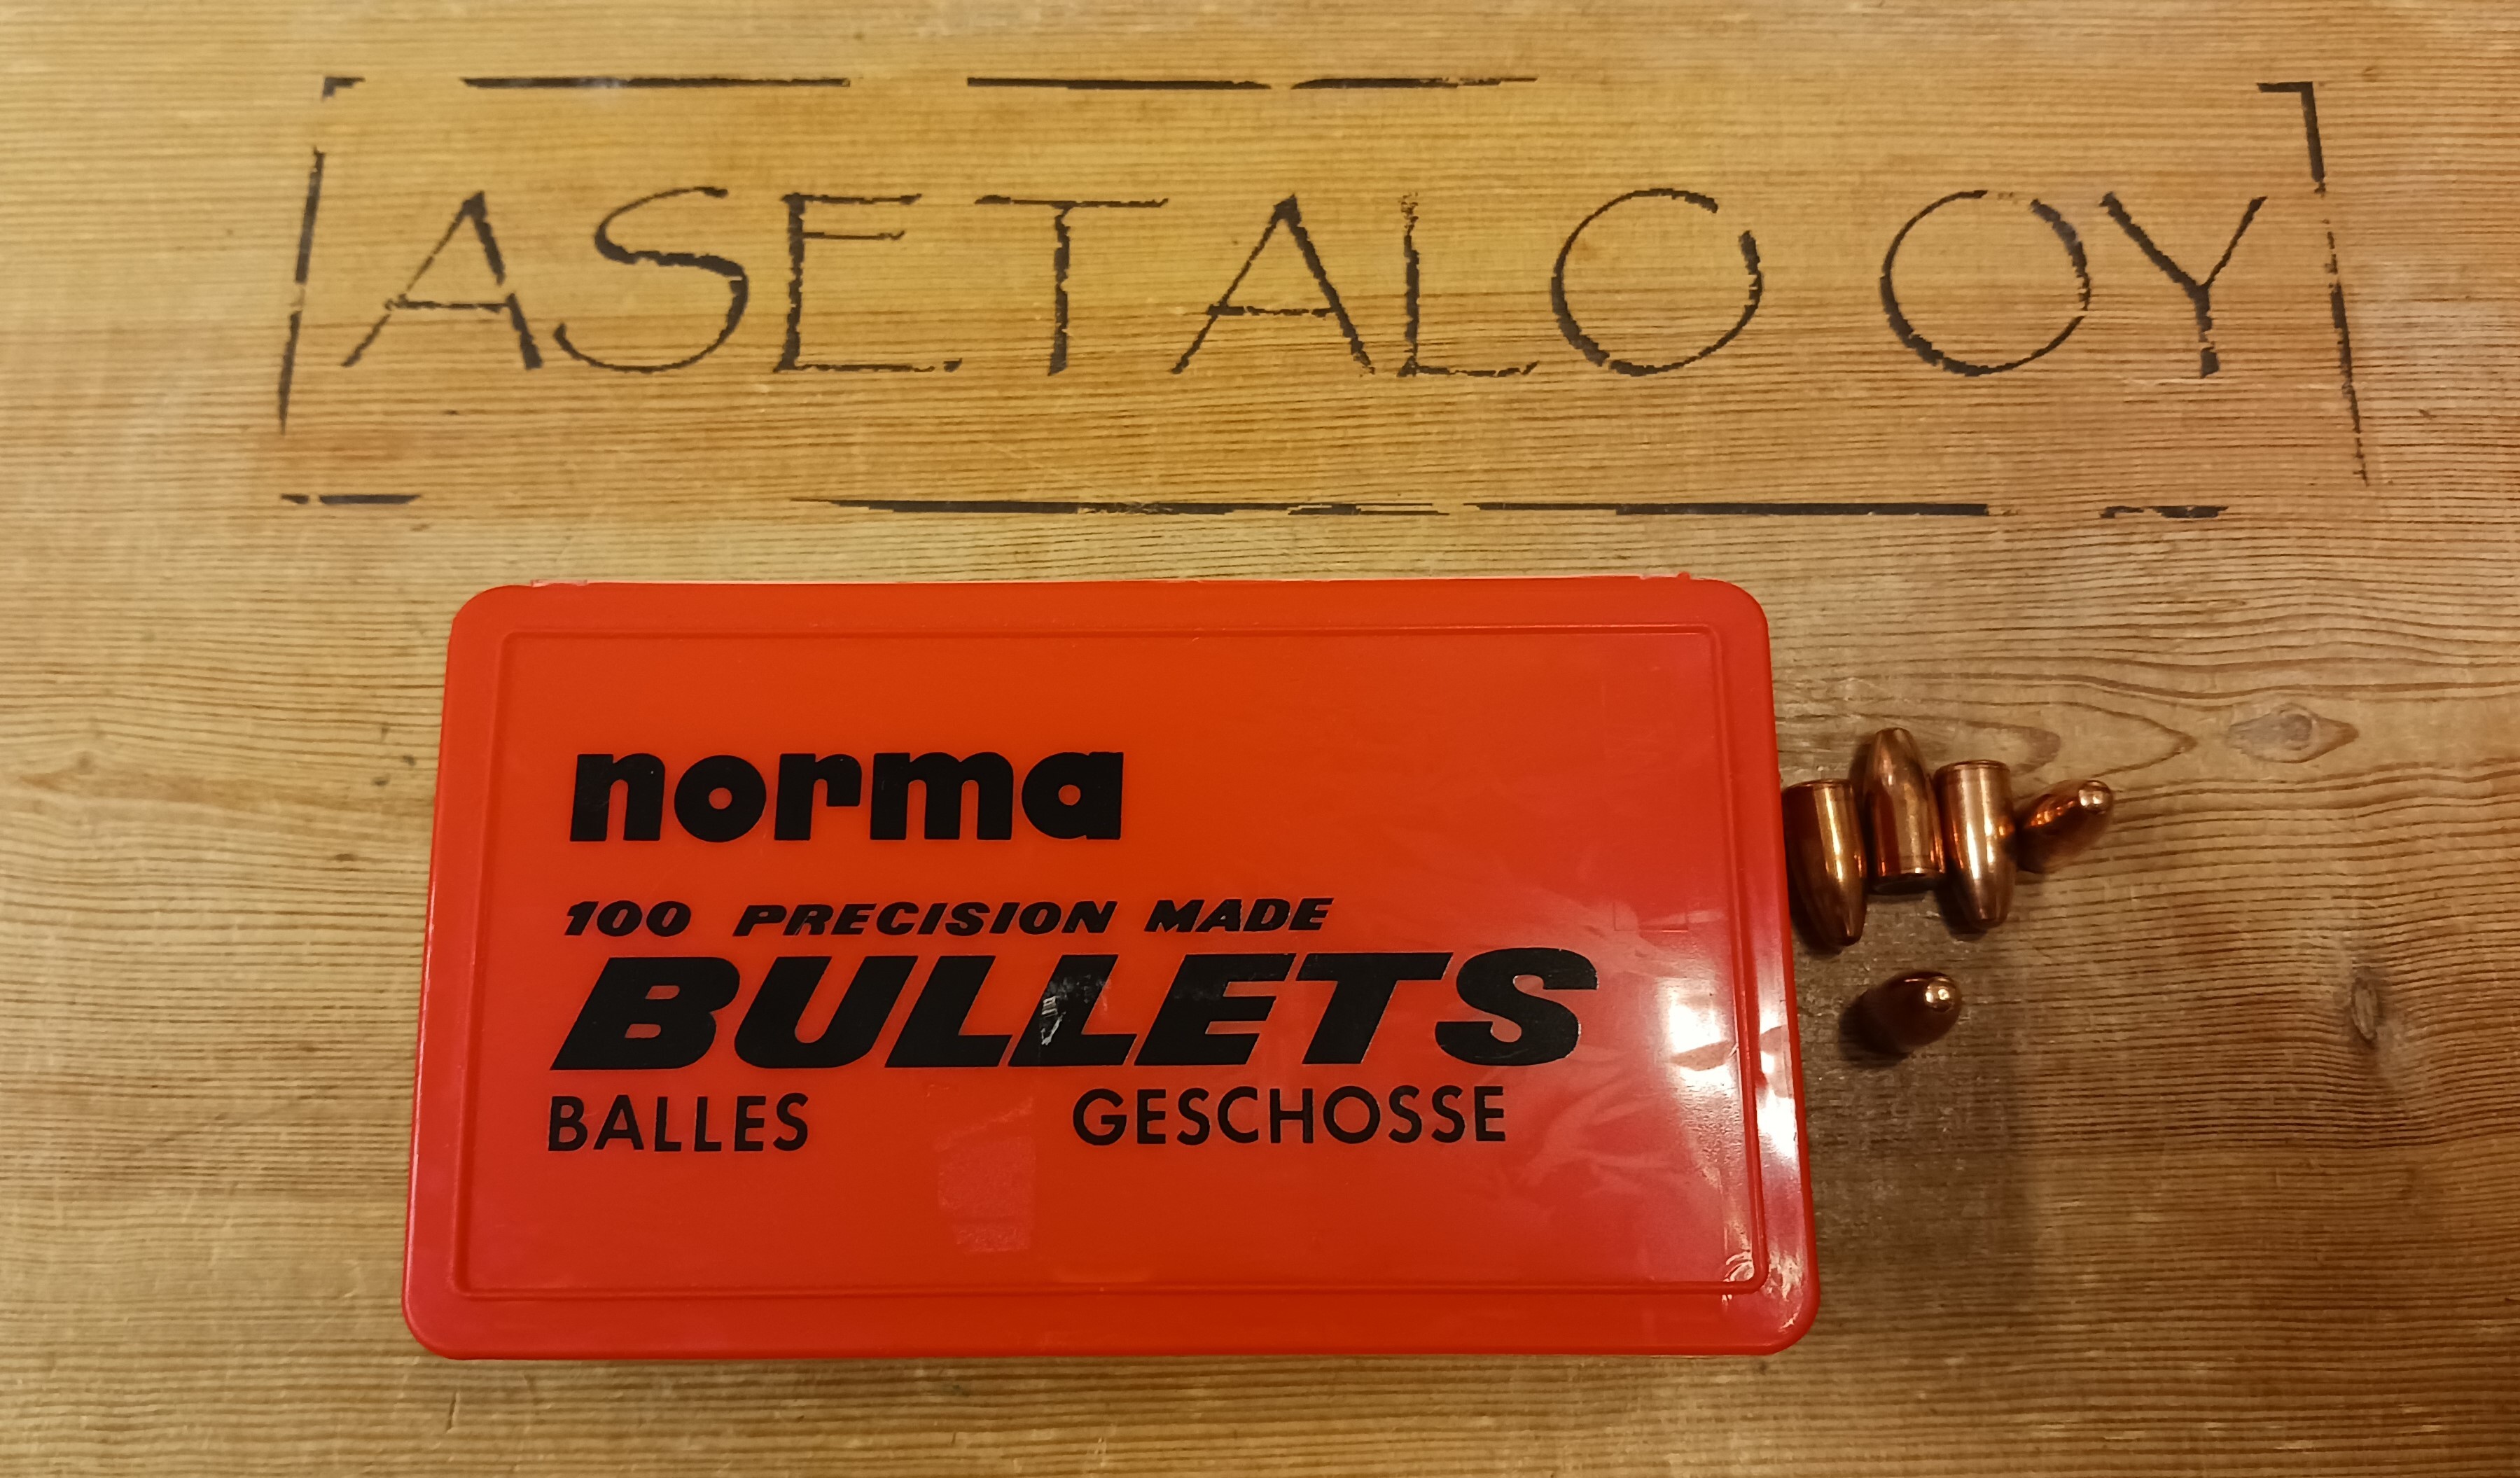 ASETALO OY
norma
100 PRECISION MADE
BULLETS
BALLES GESCHOSSE